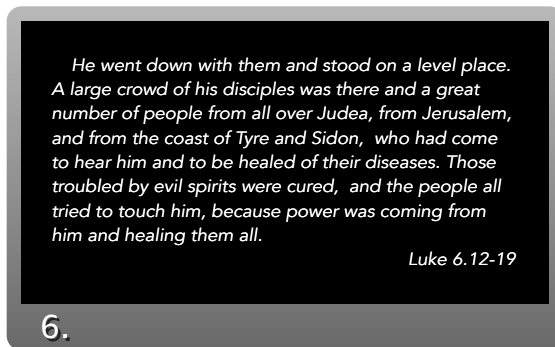 He went down with them and stood on a level place.
A large crowd of his disciples was there and a great
number of people from all over Judea, from Jerusalem,
and from the coast of Tyre and Sidon,  who had come
to hear him and to be healed of their diseases. Those
troubled by evil spirits were cured,  and the people all
tried to touch him, because power was coming from
him and healing them all.
Luke 6.12-19
6.